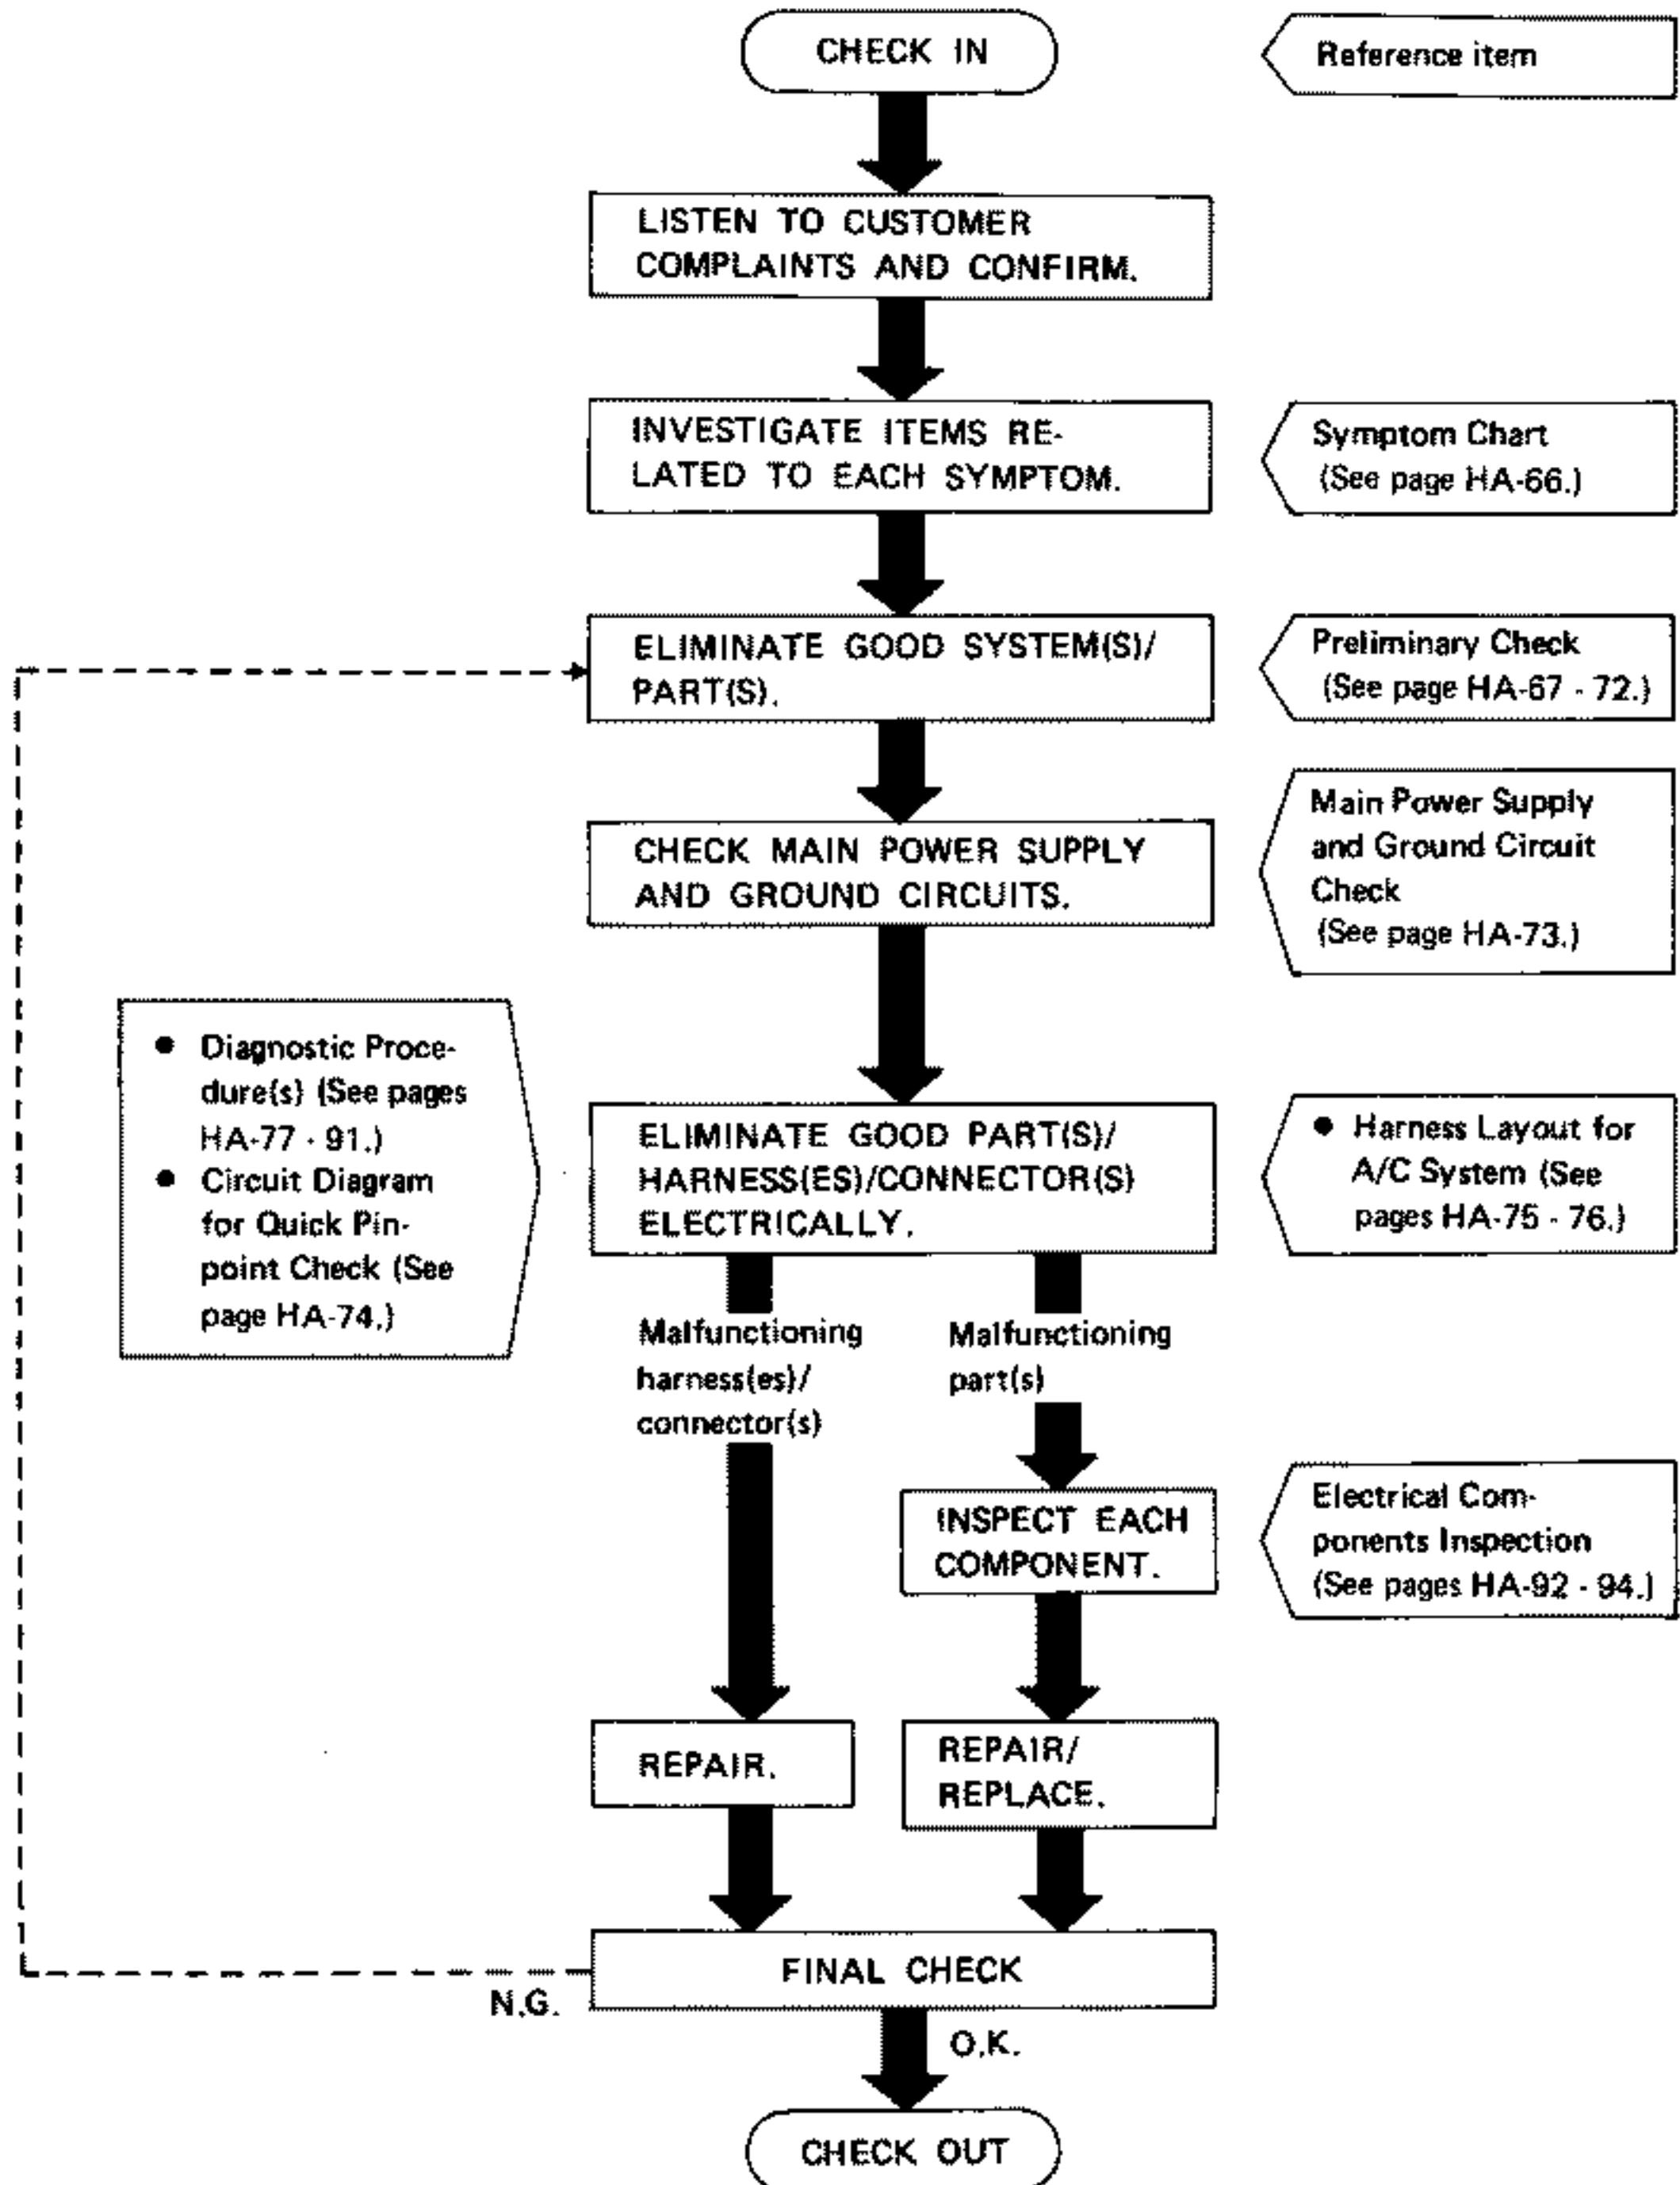 CHECK IN
Reference item
LISTEN TO CUSTOMER
COMPLAINTS AND CONFIRM.
INVESTIGATE ITEMS RE-
LATED TO EACH SYMPTOM.
Symptom Chart
(See page HA-66.)
ELIMINATE GOOD SYSTEM(S)/
PART(S).
Preliminary Check
(See page HA-67 - 72.)
CHECK MAIN POWER SUPPLY
AND GROUND CIRCUITS.
Main Power Supply
and Ground Circuit
Check
(See page HA-73.)
● Diagnostic Proce-
dure(s) (See pages
HA-77 - 91.)
● Circuit Diagram
for Quick Pin-
point Check (See
page HA-74.)
ELIMINATE GOOD PART(S)/
HARNESS(ES)/CONNECTOR(S)
ELECTRICALLY.
● Harness Layout for
A/C System (See
pages HA-75 - 76.)
Malfunctioning
harness(es)/
connector(s)
Malfunctioning
part(s)
INSPECT EACH
COMPONENT.
Electrical Com-
ponents Inspection
(See pages HA-92 - 94.)
REPAIR.
REPAIR/
REPLACE.
FINAL CHECK
N.G.
O.K.
CHECK OUT